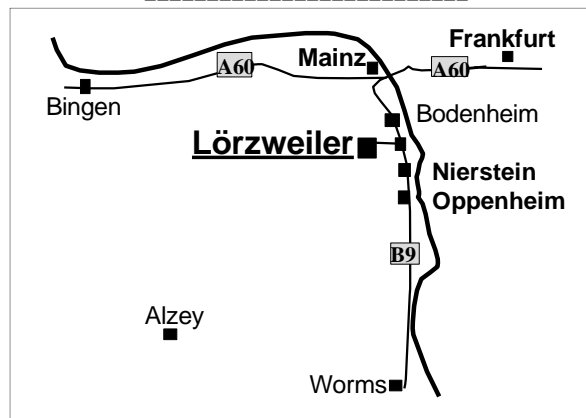 Frankfurt
Mainz
A60
A60
Bingen
Bodenheim
Lörzweiler
Nierstein
Oppenheim
B9
Alzey
Worms